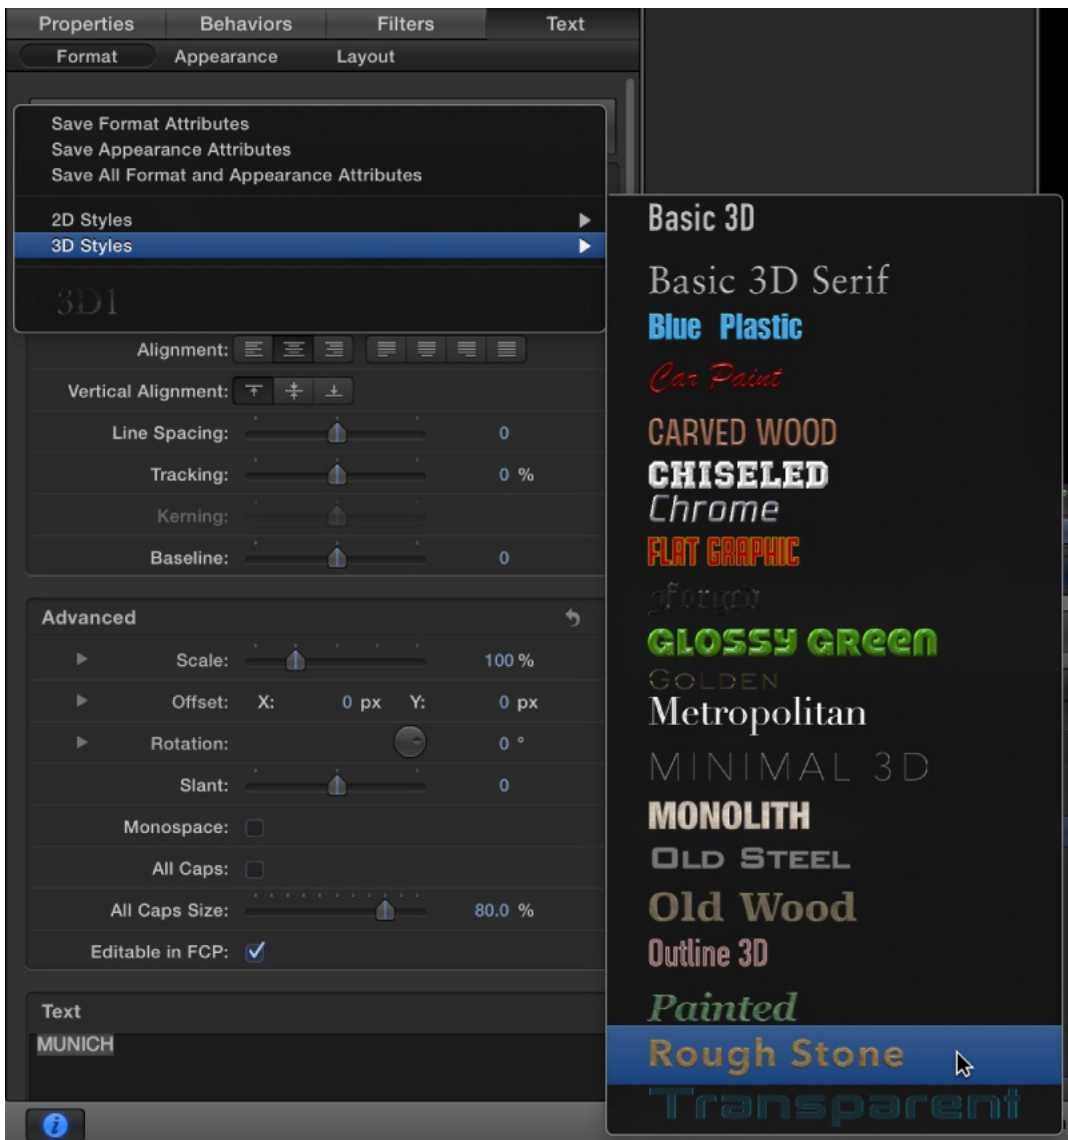 Properties Behaviors Filters Text
Format Appearance Layout
Save Format Attributes
Save Appearance Attributes
Save All Format and Appearance Attributes
2D Styles
3D Styles
3D1
Alignment:
Vertical Alignment:
Line Spacing: 0
Tracking: 0 %
Kerning:
Baseline: 0
Advanced
Scale: 100 %
Offset: X: 0 px Y: 0 px
Rotation: 0 °
Slant: 0
Monospace:
All Caps:
All Caps Size: 80.0 %
Editable in FCP:
Text
MUNICH
Basic 3D
Basic 3D Serif
Blue Plastic
Car Paint
CARVED WOOD
CHISELED
Chrome
FLAT GRAPHIC
Forged
GLOSSY GREEN
GOLDEN
Metropolitan
MINIMAL 3D
MONOLITH
OLD STEEL
Old Wood
Outline 3D
Painted
Rough Stone
Transparent